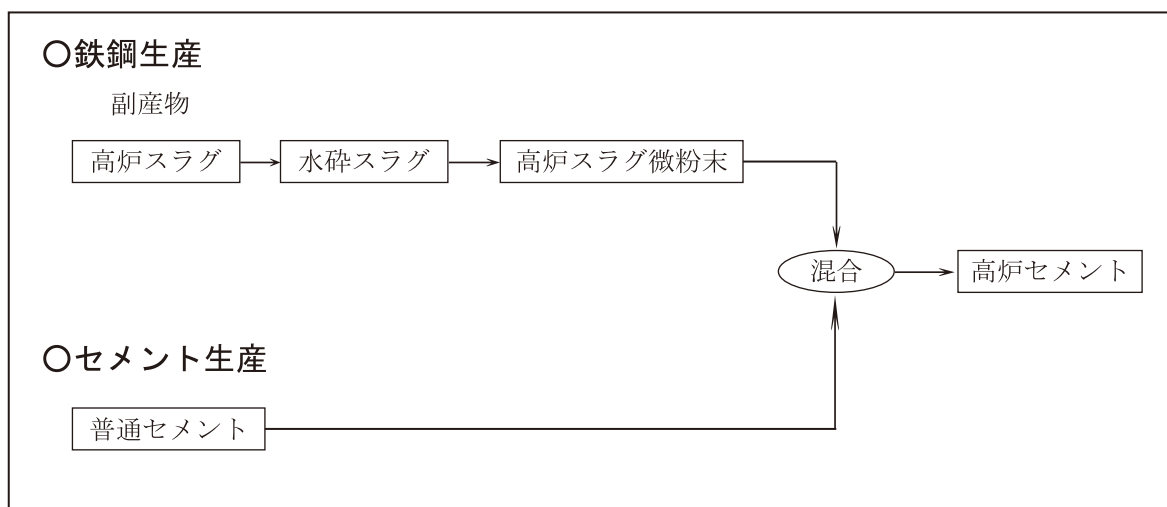 ○鉄鋼生産
副産物
高炉スラグ
水砕スラグ
高炉スラグ微粉末
混合
高炉セメント
○セメント生産
普通セメント